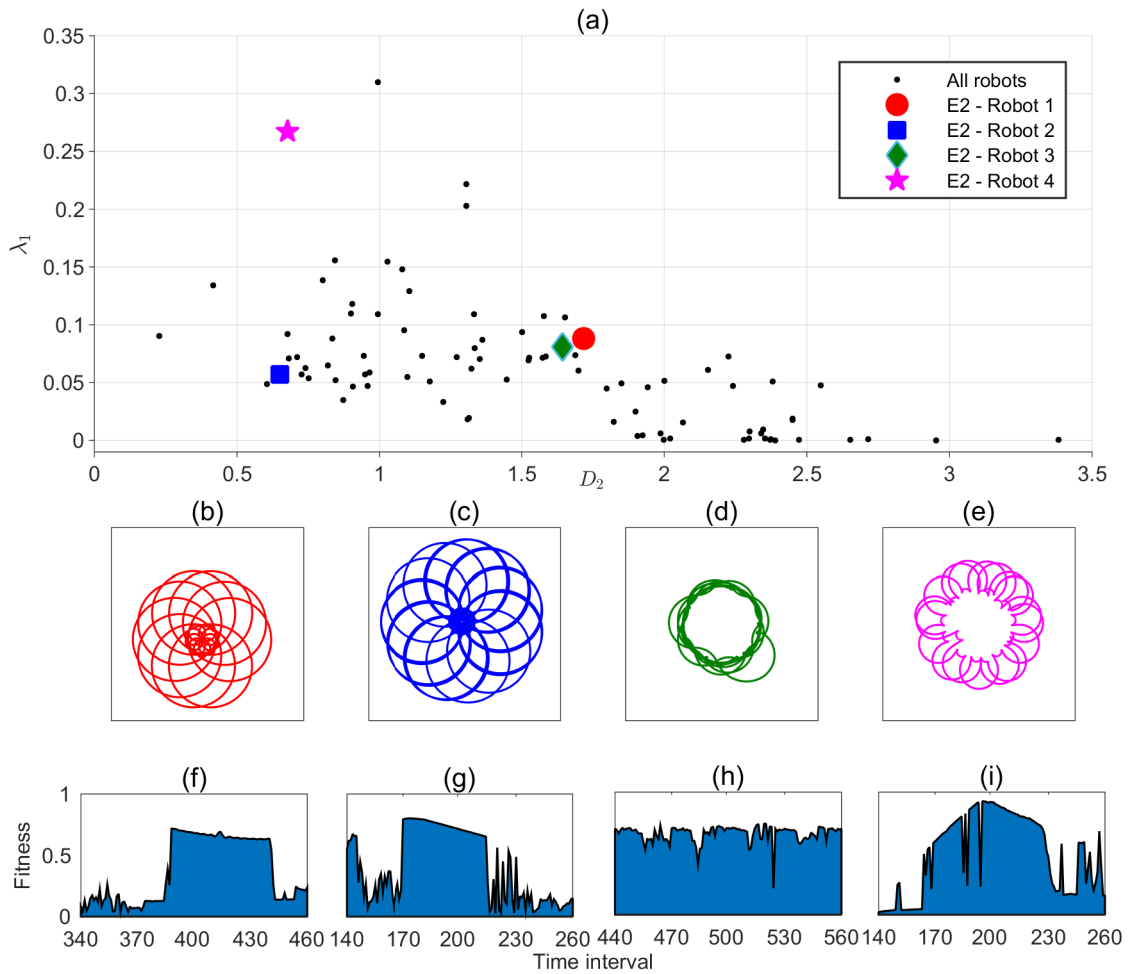 (a)
0.35
0.3
0.25
0.2
0.15
0.1
0.05
0
λ₁
All robots
E2 - Robot 1
E2 - Robot 2
E2 - Robot 3
E2 - Robot 4
0 0.5 1 1.5 2 2.5 3 3.5
D₂
(b) (c) (d) (e)
(f) (g) (h) (i)
1
0.5
0
Fitness
340 370 400 430 460 140 170 200 230 260 440 470 500 530 560 140 170 200 230 260
Time interval